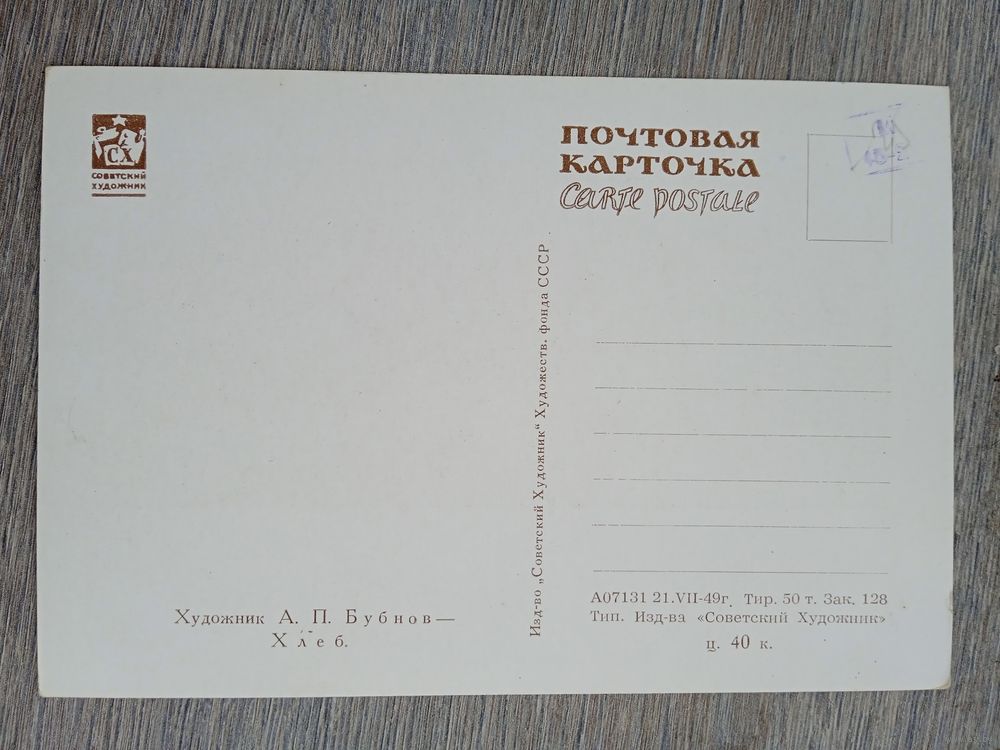 СХ
СОВЕТСКИЙ
ХУДОЖНИК
ПОЧТОВАЯ
КАРТОЧКА
CARTE POSTALE
Изд-во „Советский Художник“ Художеств. фонда СССР
Художник А. П. Бубнов—
Хлеб.
А07131 21.VII-49г. Тир. 50 т. Зак. 128
Тип. Изд-ва «Советский Художник»
ц. 40 к.